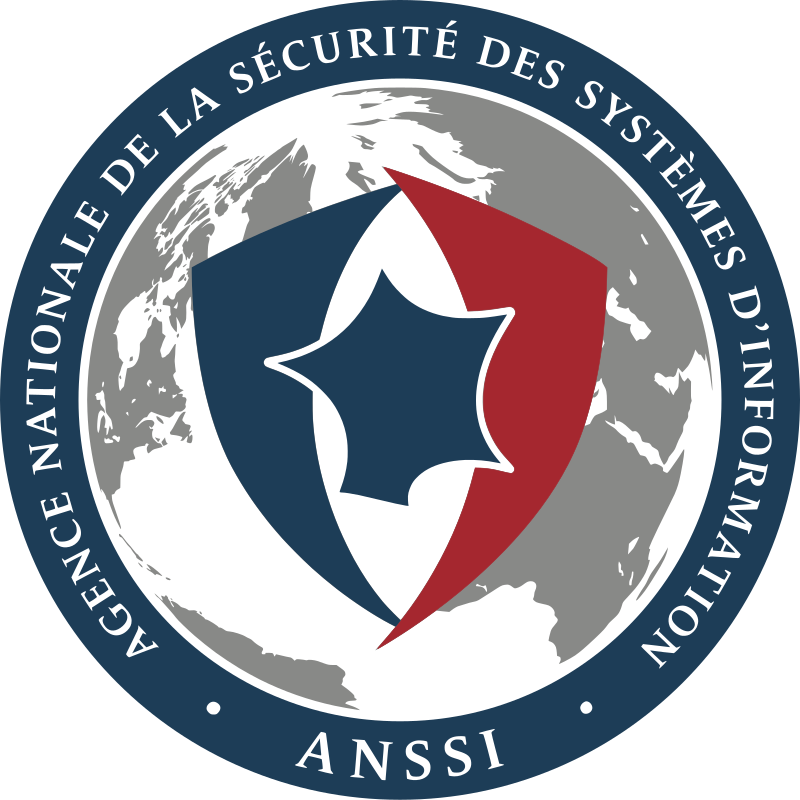 AGENCE NATIONALE DE LA SÉCURITÉ DES SYSTÈMES D'INFORMATION
• ANSSI •